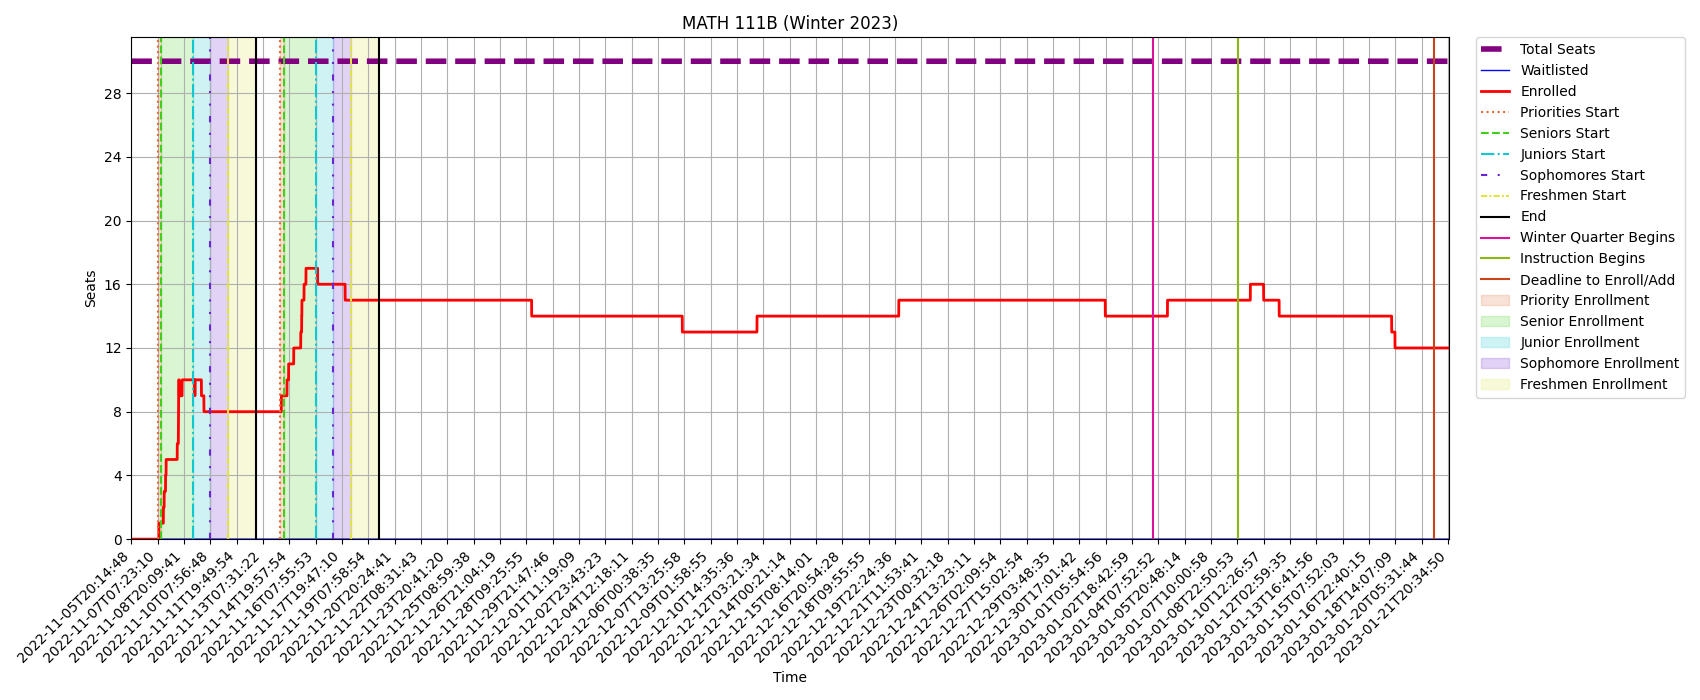 MATH 111B (Winter 2023)
Seats
28
24
20
16
12
8
4
0
2022-11-05T20:14:48
2022-11-07T07:23:10
2022-11-08T20:09:41
2022-11-10T07:56:48
2022-11-11T19:49:54
2022-11-13T07:31:22
2022-11-14T19:57:54
2022-11-16T07:55:53
2022-11-17T19:47:10
2022-11-19T07:58:54
2022-11-20T20:24:41
2022-11-22T08:31:43
2022-11-23T20:41:20
2022-11-25T08:59:38
2022-11-26T21:04:19
2022-11-28T09:25:55
2022-11-29T21:47:46
2022-12-01T11:19:09
2022-12-02T23:43:23
2022-12-04T12:18:11
2022-12-06T00:38:35
2022-12-07T13:25:58
2022-12-09T01:58:55
2022-12-10T14:35:36
2022-12-12T03:21:34
2022-12-14T00:21:14
2022-12-15T08:14:01
2022-12-16T20:54:28
2022-12-18T09:55:55
2022-12-19T22:24:36
2022-12-21T11:53:41
2022-12-23T00:32:18
2022-12-24T13:23:11
2022-12-26T02:09:54
2022-12-27T15:02:54
2022-12-29T03:48:35
2022-12-30T17:01:42
2023-01-01T05:54:56
2023-01-02T18:42:59
2023-01-04T07:52:52
2023-01-05T20:48:14
2023-01-07T10:00:58
2023-01-08T22:50:53
2023-01-10T12:26:57
2023-01-12T02:59:35
2023-01-13T16:41:56
2023-01-15T07:52:03
2023-01-16T22:40:15
2023-01-18T14:07:09
2023-01-20T05:31:44
2023-01-21T20:34:50
Time
Total Seats
Waitlisted
Enrolled
Priorities Start
Seniors Start
Juniors Start
Sophomores Start
Freshmen Start
End
Winter Quarter Begins
Instruction Begins
Deadline to Enroll/Add
Priority Enrollment
Senior Enrollment
Junior Enrollment
Sophomore Enrollment
Freshmen Enrollment